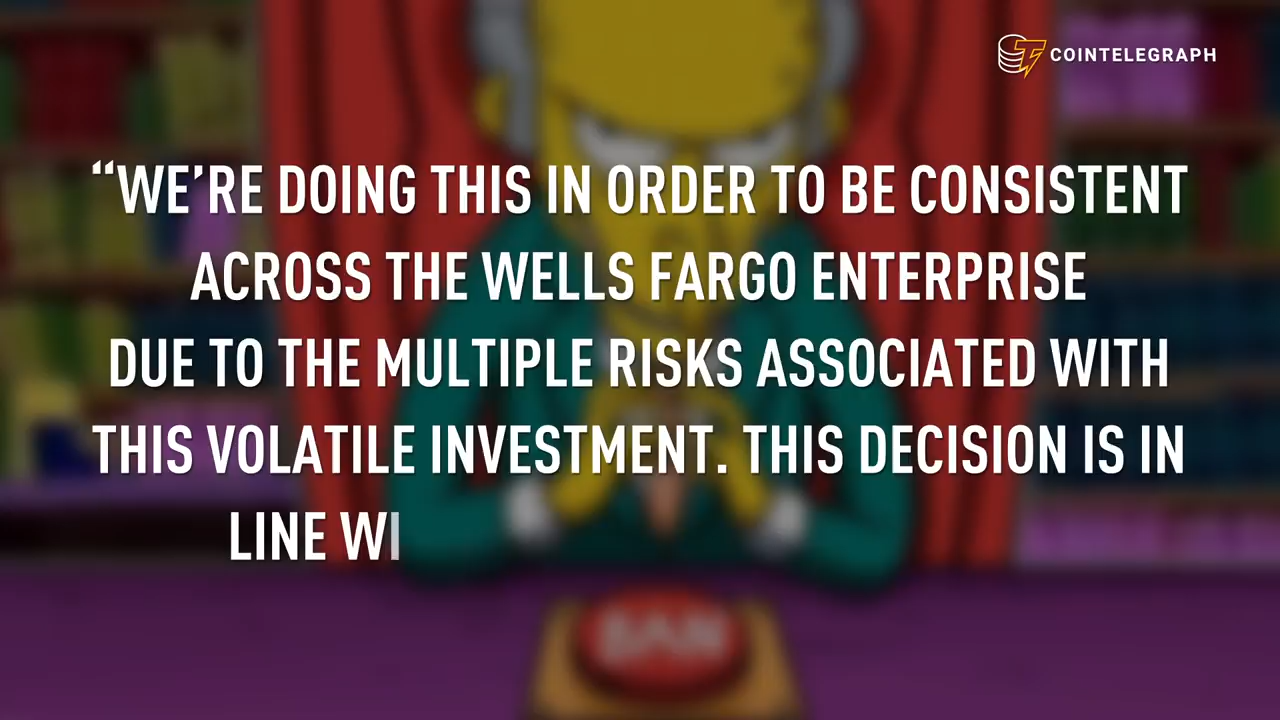 COINTELEGRAPH
“WE’RE DOING THIS IN ORDER TO BE CONSISTENT
ACROSS THE WELLS FARGO ENTERPRISE
DUE TO THE MULTIPLE RISKS ASSOCIATED WITH
THIS VOLATILE INVESTMENT. THIS DECISION IS IN
LINE WI
BAN